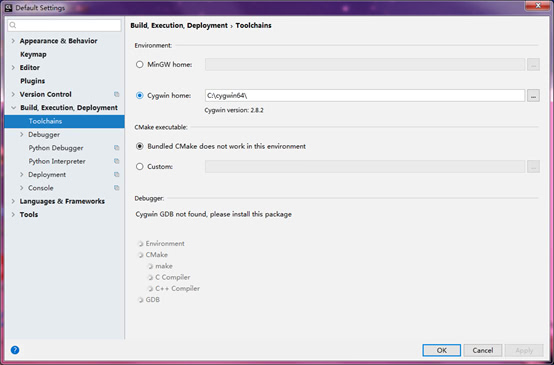 Default Settings
Appearance & Behavior
Keymap
Editor
Plugins
Version Control
Build, Execution, Deployment
Toolchains
Debugger
Python Debugger
Python Interpreter
Deployment
Console
Languages & Frameworks
Tools
Build, Execution, Deployment › Toolchains
Environment:
MinGW home:
...
Cygwin home: C:\cygwin64\
...
Cygwin version: 2.8.2
CMake executable:
Bundled CMake does not work in this environment
Custom:
...
Debugger:
Cygwin GDB not found, please install this package
Environment
CMake
make
C Compiler
C++ Compiler
GDB
? OK Cancel Apply